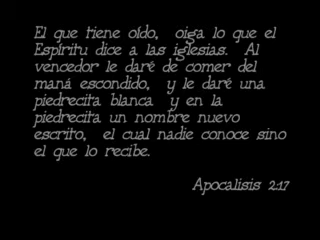 El que tiene oído, oiga lo que el
Espíritu dice a las iglesias. Al
vencedor le daré de comer del
maná escondido, y le daré una
piedrecita blanca y en la
piedrecita un nombre nuevo
escrito, el cual nadie conoce sino
el que lo recibe.
Apocalisis 2:17